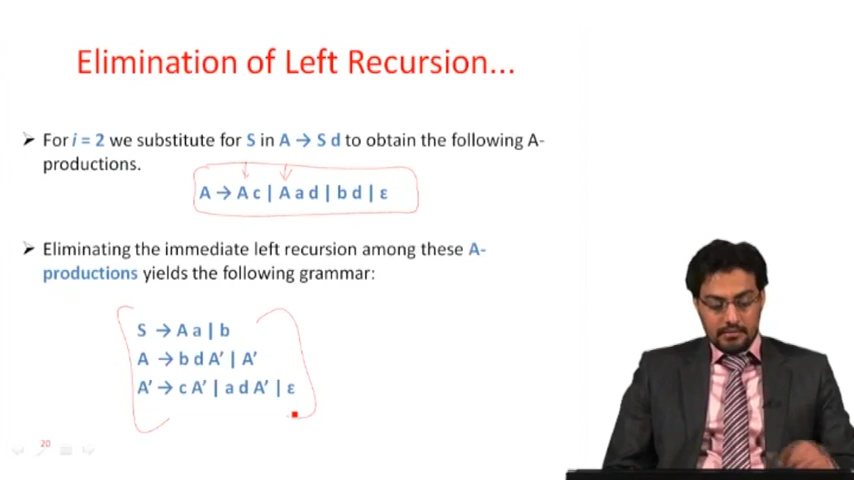 Elimination of Left Recursion...
For i = 2 we substitute for S in A → S d to obtain the following A-
productions.
A → A c | A a d | b d | ε
Eliminating the immediate left recursion among these A-
productions yields the following grammar:
S → A a | b
A → b d A’ | A’
A’ → c A’ | a d A’ | ε
20